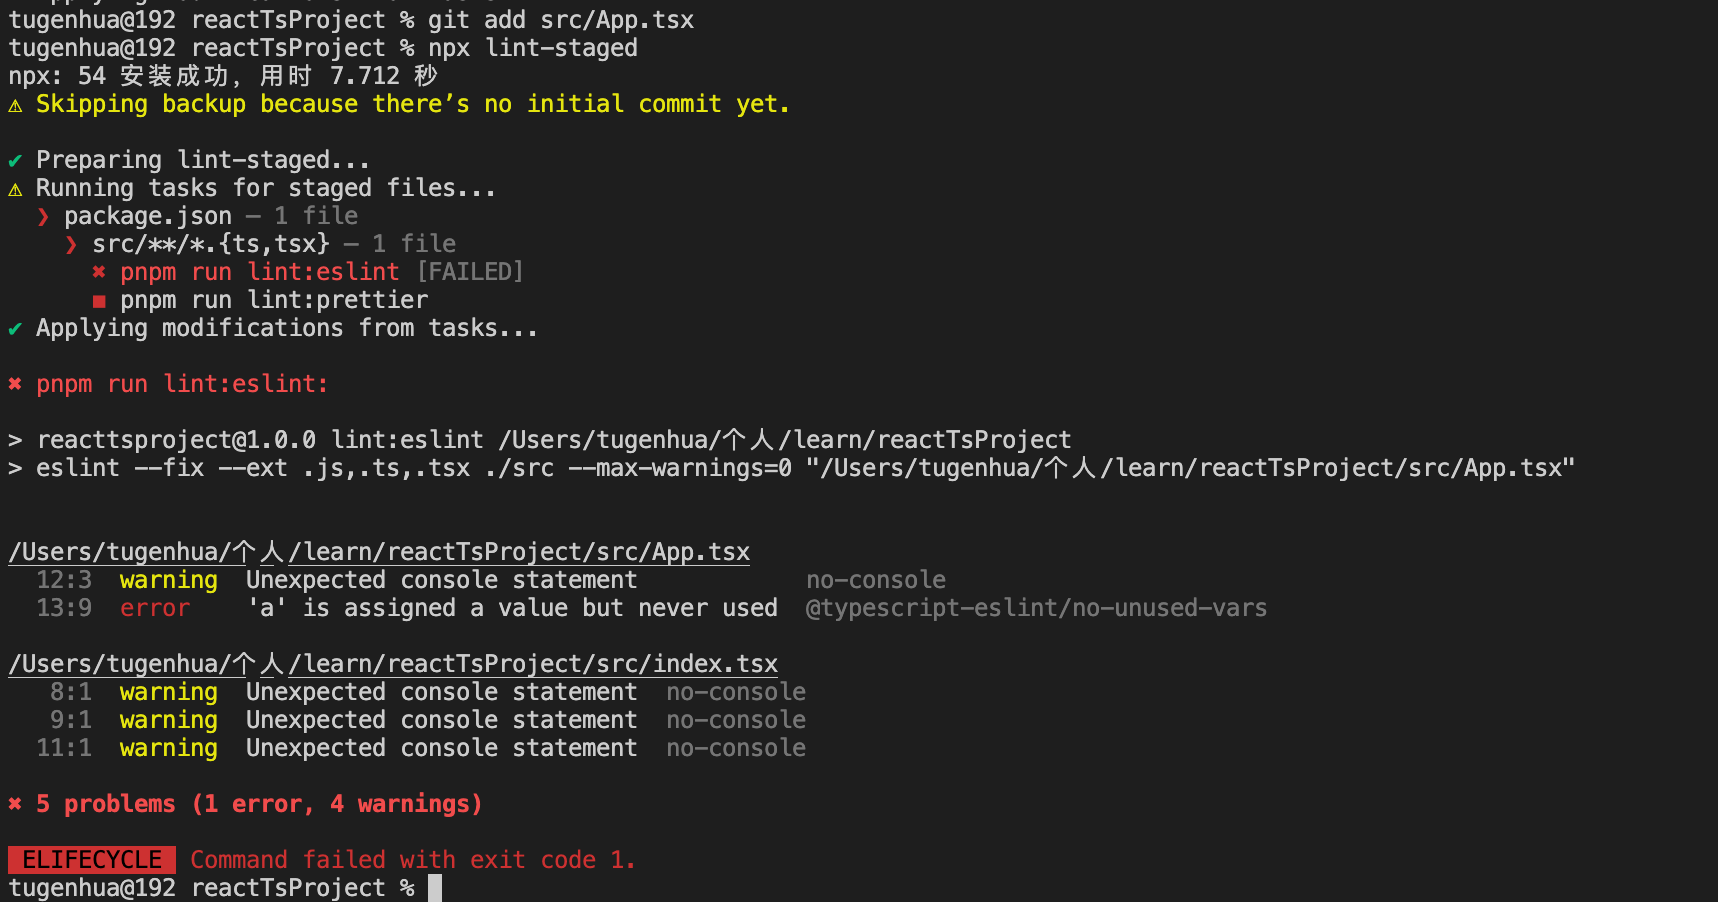 tugenhua@192 reactTsProject % git add src/App.tsx
tugenhua@192 reactTsProject % npx lint-staged
npx: 54 安装成功，用时 7.712 秒
⚠ Skipping backup because there’s no initial commit yet.
✔ Preparing lint-staged...
⚠ Running tasks for staged files...
❯ package.json — 1 file
❯ src/**/*.{ts,tsx} — 1 file
✖ pnpm run lint:eslint [FAILED]
■ pnpm run lint:prettier
✔ Applying modifications from tasks...
✖ pnpm run lint:eslint:
> reacttsproject@1.0.0 lint:eslint /Users/tugenhua/个人/learn/reactTsProject
> eslint --fix --ext .js,.ts,.tsx ./src --max-warnings=0 "/Users/tugenhua/个人/learn/reactTsProject/src/App.tsx"
/Users/tugenhua/个人/learn/reactTsProject/src/App.tsx
12:3 warning Unexpected console statement no-console
13:9 error 'a' is assigned a value but never used @typescript-eslint/no-unused-vars
/Users/tugenhua/个人/learn/reactTsProject/src/index.tsx
8:1 warning Unexpected console statement no-console
9:1 warning Unexpected console statement no-console
11:1 warning Unexpected console statement no-console
✖ 5 problems (1 error, 4 warnings)
ELIFECYCLE Command failed with exit code 1.
tugenhua@192 reactTsProject %